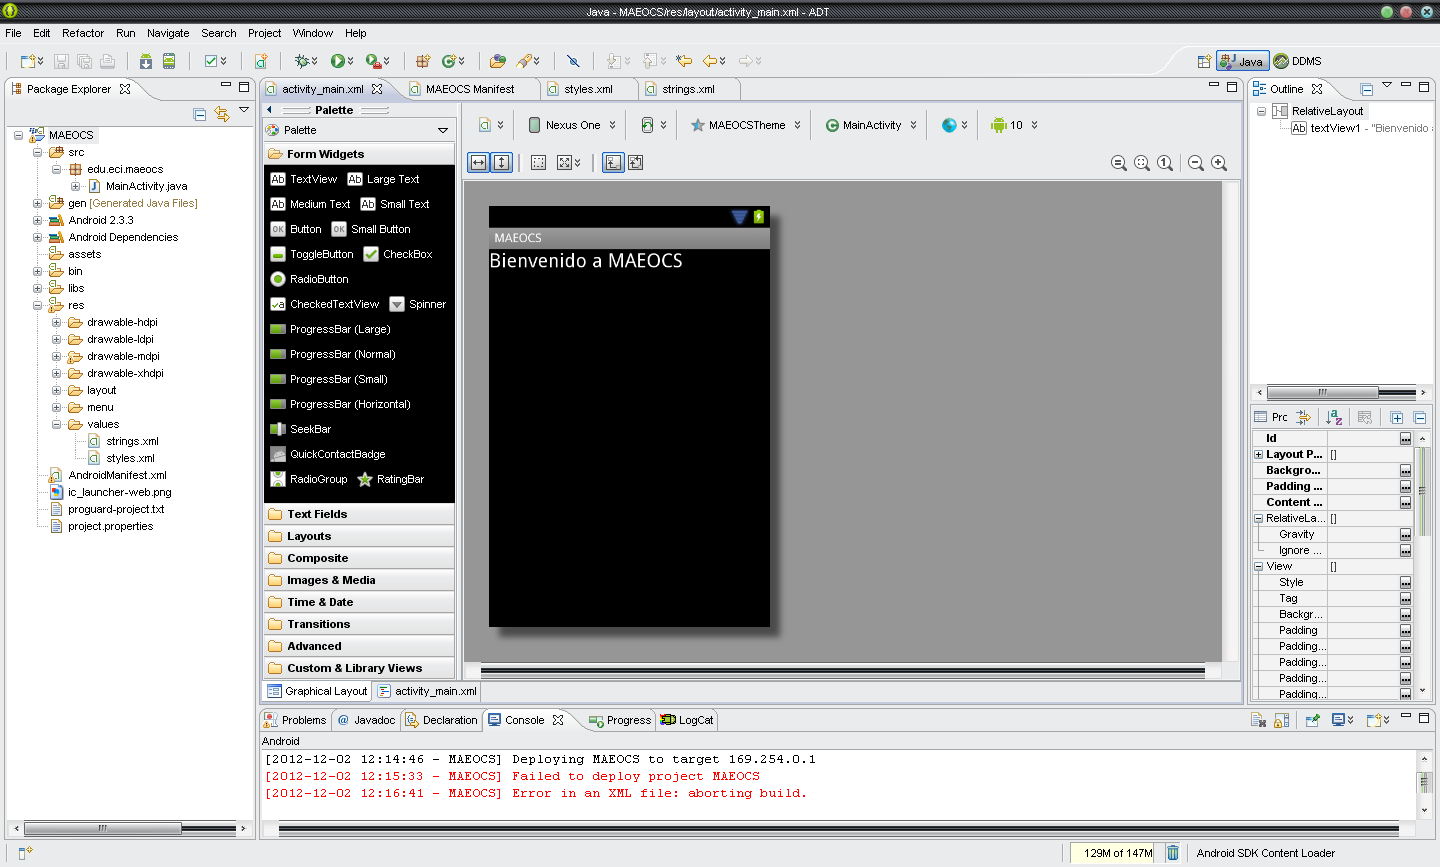 Java - MAEOCS/res/layout/activity_main.xml - ADT
File Edit Refactor Run Navigate Search Project Window Help
Java DDMS
Package Explorer
MAEOCS
src
edu.eci.maeocs
MainActivity.java
gen [Generated Java Files]
Android 2.3.3
Android Dependencies
assets
bin
libs
res
drawable-hdpi
drawable-ldpi
drawable-mdpi
drawable-xhdpi
layout
menu
values
strings.xml
styles.xml
AndroidManifest.xml
ic_launcher-web.png
proguard-project.txt
project.properties
activity_main.xml MAEOCS Manifest styles.xml strings.xml
Palette
Palette
Form Widgets
Ab TextView Ab Large Text
Ab Medium Text Ab Small Text
OK Button OK Small Button
ToggleButton CheckBox
RadioButton
CheckedTextView Spinner
ProgressBar (Large)
ProgressBar (Normal)
ProgressBar (Small)
ProgressBar (Horizontal)
SeekBar
QuickContactBadge
RadioGroup RatingBar
Text Fields
Layouts
Composite
Images & Media
Time & Date
Transitions
Advanced
Custom & Library Views
Graphical Layout activity_main.xml
Nexus One MAEOCSTheme MainActivity 10
MAEOCS
Bienvenido a MAEOCS
Outline
RelativeLayout
Ab textView1 - "Bienvenido
Prc
Id
Layout P... []
Backgro...
Padding ...
Content ...
RelativeLa... []
Gravity
Ignore ...
View []
Style
Tag
Backgr...
Padding
Padding...
Padding...
Padding...
Padding...
Problems @ Javadoc Declaration Console Progress LogCat
Android
[2012-12-02 12:14:46 - MAEOCS] Deploying MAEOCS to target 169.254.0.1
[2012-12-02 12:15:33 - MAEOCS] Failed to deploy project MAEOCS
[2012-12-02 12:16:41 - MAEOCS] Error in an XML file: aborting build.
129M of 147M Android SDK Content Loader